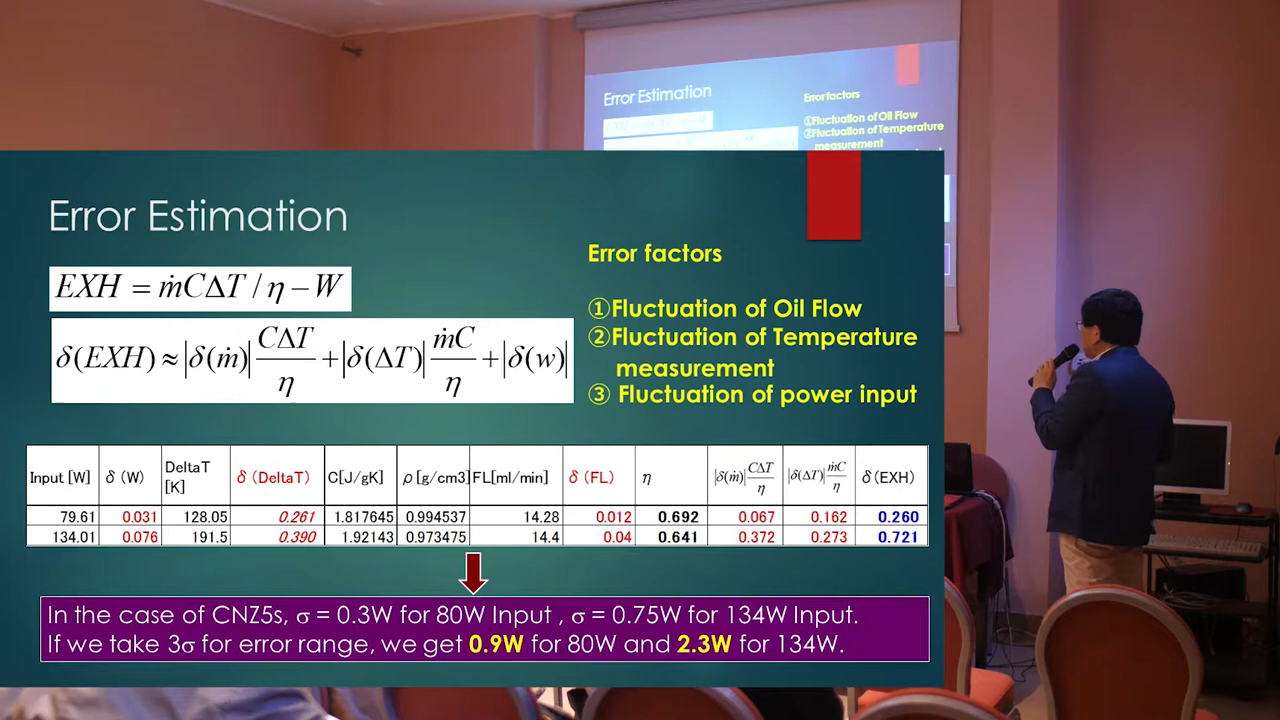 Error Estimation
Error factors
①Fluctuation of Oil Flow
②Fluctuation of Temperature
measurement
Error Estimation
EXH = ṁCΔT / η − W
δ(EXH) ≈ |δ(ṁ)| CΔT/η + |δ(ΔT)| ṁC/η + |δ(w)|
Error factors
①Fluctuation of Oil Flow
②Fluctuation of Temperature
measurement
③ Fluctuation of power input
Input [W] δ (W) DeltaT [K] δ (DeltaT) C[J/gK] ρ [g/cm3] FL[ml/min] δ (FL) η |δ(ṁ)| CΔT/η |δ(ΔT)| ṁC/η δ(EXH)
79.61 0.031 128.05 0.261 1.817645 0.994537 14.28 0.012 0.692 0.067 0.162 0.260
134.01 0.076 191.5 0.390 1.92143 0.973475 14.4 0.04 0.641 0.372 0.273 0.721
In the case of CNZ5s, σ = 0.3W for 80W Input , σ = 0.75W for 134W Input.
If we take 3σ for error range, we get 0.9W for 80W and 2.3W for 134W.